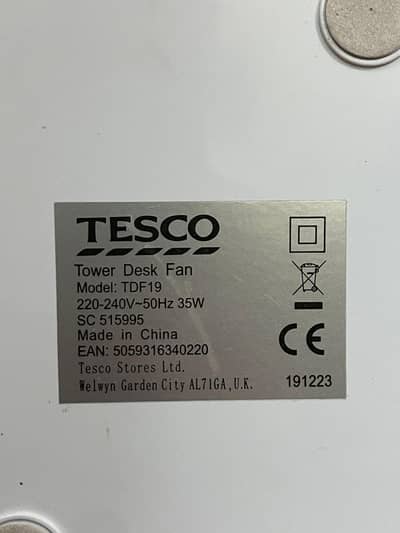 TESCO
Tower Desk Fan
Model: TDF19
220-240V~50Hz 35W
SC 515995
Made in China
EAN: 5059316340220
Tesco Stores Ltd.
Welwyn Garden City AL71GA, U.K.
CE
191223